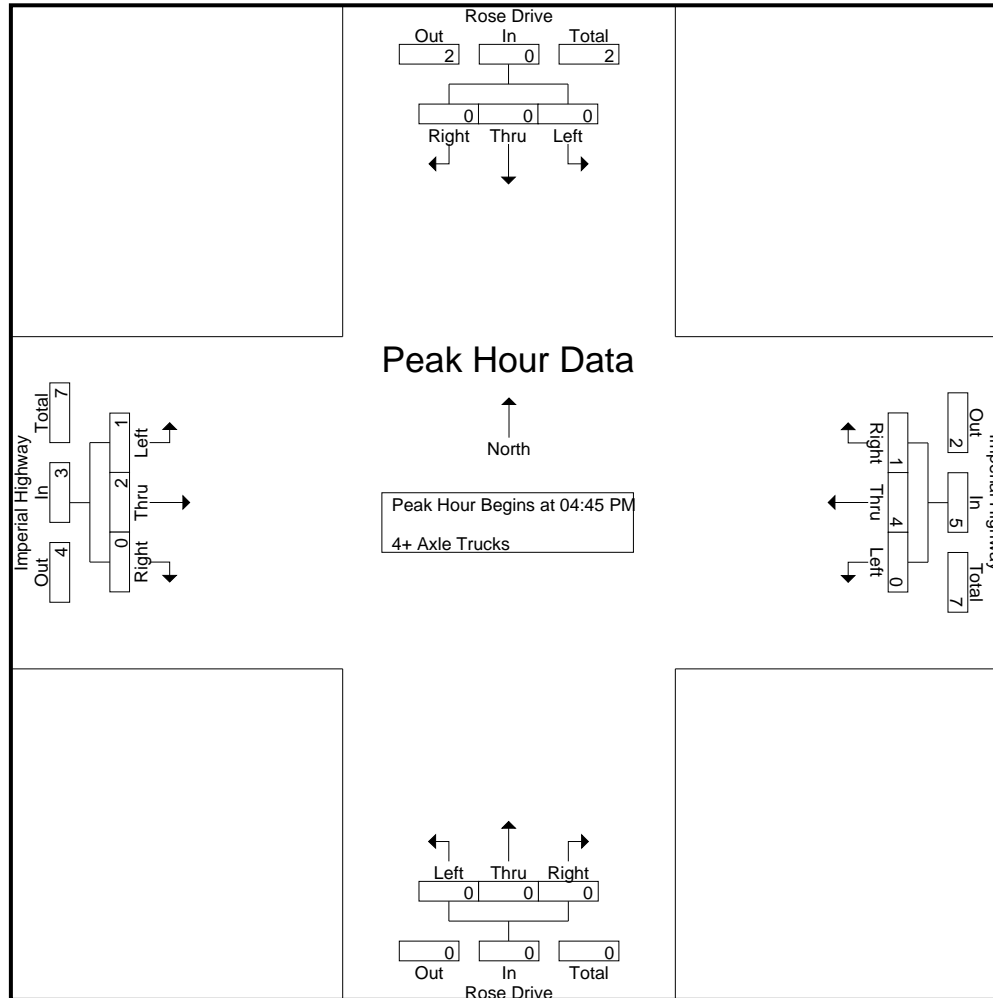 Rose Drive
Out In Total
2 0 2
0 0 0
Right Thru Left
Peak Hour Data
North
Peak Hour Begins at 04:45 PM
4+ Axle Trucks
Imperial Highway
Total In Out
7 3 4
1 2 0
Left Thru Right
Imperial Highway
Out In Total
2 5 7
1 4 0
Right Thru Left
Left Thru Right
0 0 0
0 0 0
Out In Total
Rose Drive